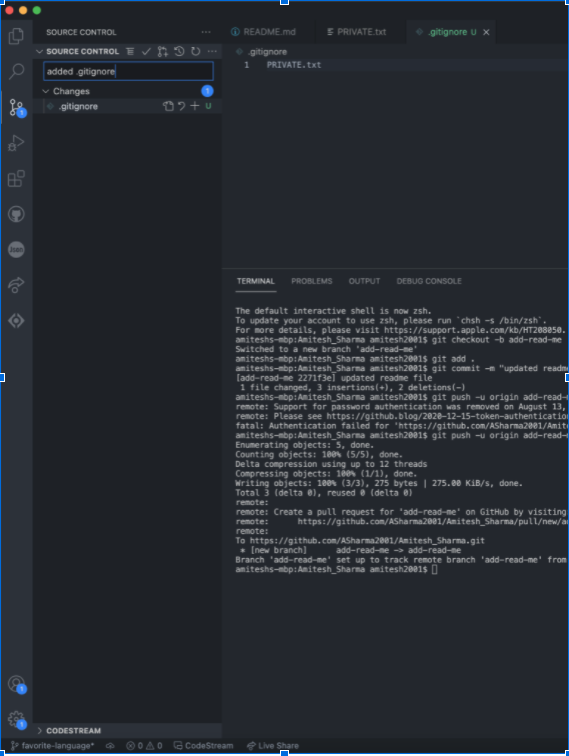 SOURCE CONTROL ...
SOURCE CONTROL ...
added .gitignore
Changes 1
.gitignore U
README.md
PRIVATE.txt
.gitignore U
.gitignore
1 PRIVATE.txt
TERMINAL PROBLEMS OUTPUT DEBUG CONSOLE
The default interactive shell is now zsh.
To update your account to use zsh, please run `chsh -s /bin/zsh`.
For more details, please visit https://support.apple.com/kb/HT208050.
amiteshs-mbp:Amitesh_Sharma amitesh2001$ git checkout -b add-read-me
Switched to a new branch 'add-read-me'
amiteshs-mbp:Amitesh_Sharma amitesh2001$ git add .
amiteshs-mbp:Amitesh_Sharma amitesh2001$ git commit -m "updated readm
[add-read-me 2271f3e] updated readme file
1 file changed, 3 insertions(+), 2 deletions(-)
amiteshs-mbp:Amitesh_Sharma amitesh2001$ git push -u origin add-read-m
remote: Support for password authentication was removed on August 13,
remote: Please see https://github.blog/2020-12-15-token-authentication
fatal: Authentication failed for 'https://github.com/ASharma2001/Amite
amiteshs-mbp:Amitesh_Sharma amitesh2001$ git push -u origin add-read-m
Enumerating objects: 5, done.
Counting objects: 100% (5/5), done.
Delta compression using up to 12 threads
Compressing objects: 100% (1/1), done.
Writing objects: 100% (3/3), 275 bytes | 275.00 KiB/s, done.
Total 3 (delta 0), reused 0 (delta 0)
remote:
remote: Create a pull request for 'add-read-me' on GitHub by visiting
remote: https://github.com/ASharma2001/Amitesh_Sharma/pull/new/a
remote:
To https://github.com/ASharma2001/Amitesh_Sharma.git
* [new branch] add-read-me -> add-read-me
Branch 'add-read-me' set up to track remote branch 'add-read-me' from
amiteshs-mbp:Amitesh_Sharma amitesh2001$
1
Json
1
1
CODESTREAM
favorite-language* 0 0 CodeStream Live Share